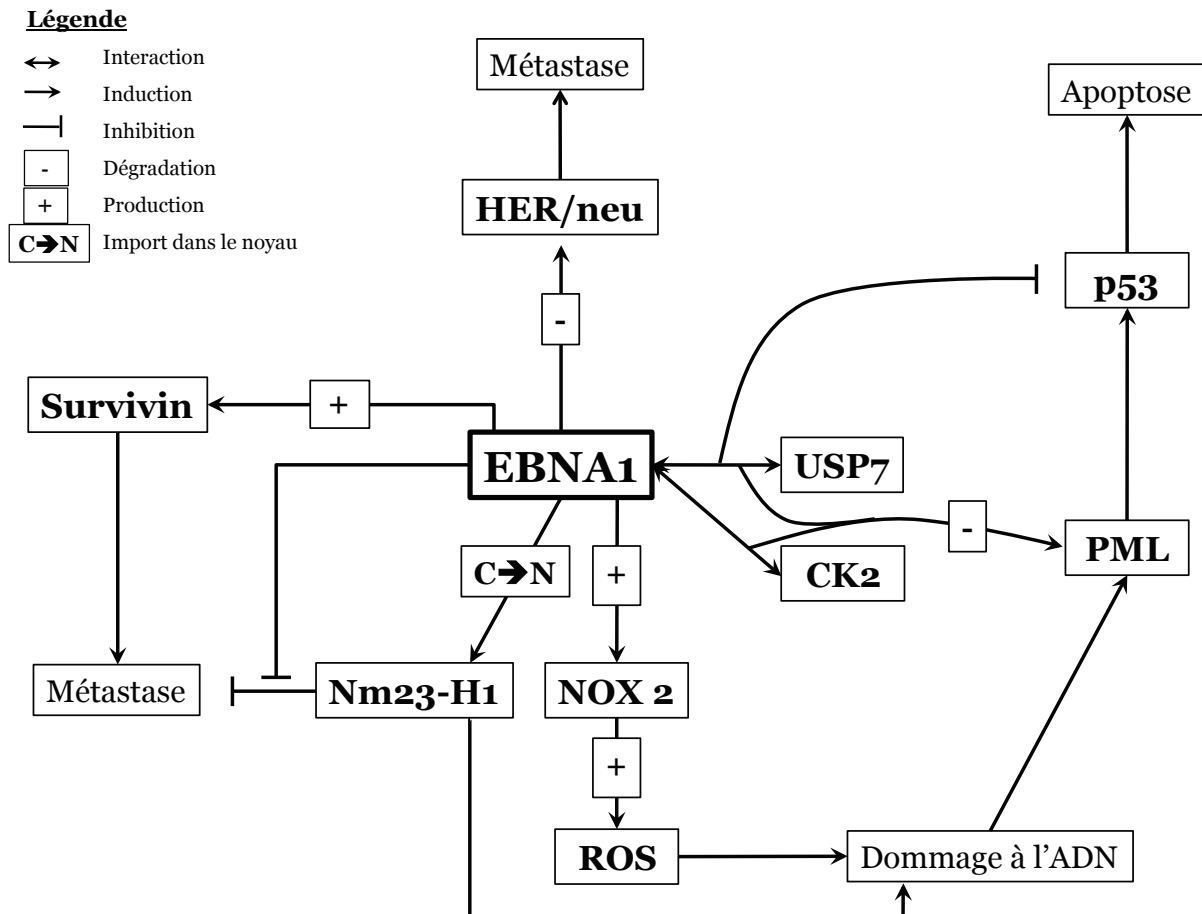 Légende
Interaction
Induction
Inhibition
- Dégradation
+ Production
C➔N Import dans le noyau
Métastase
Apoptose
HER/neu
p53
-
Survivin
+
EBNA1
USP7
-
PML
C➔N
+
CK2
Métastase
Nm23-H1
NOX 2
+
ROS
Dommage à l’ADN